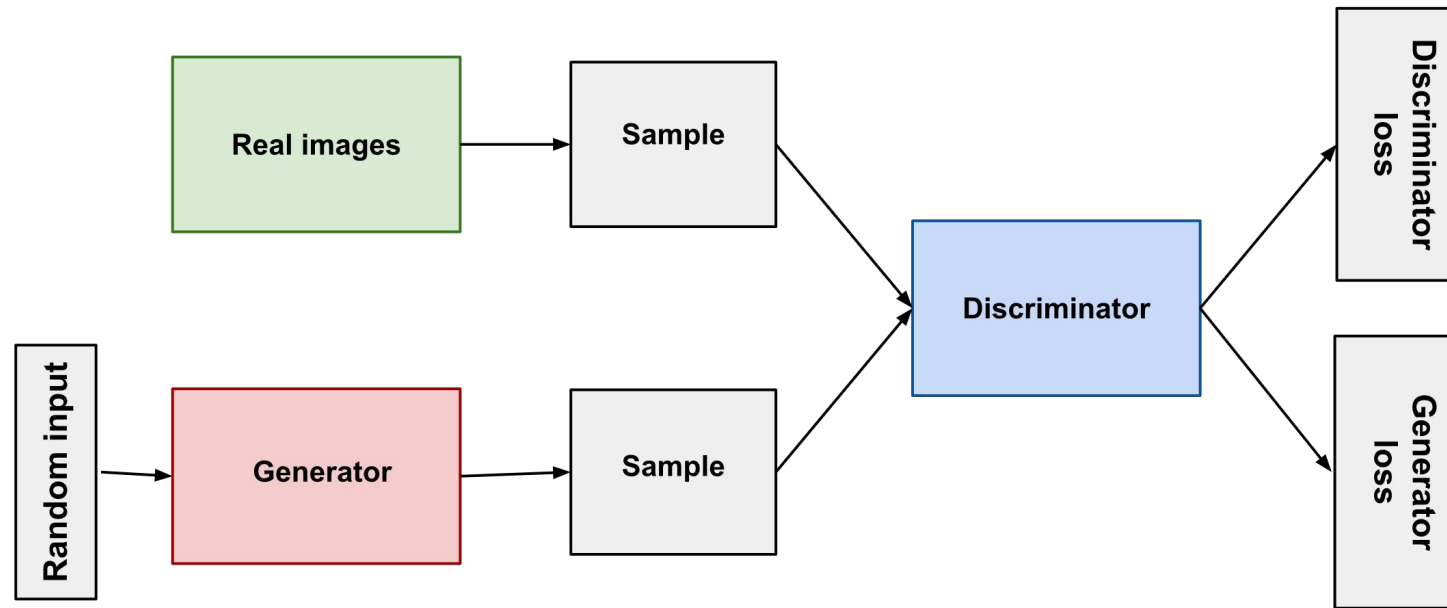 Real images
Sample
Discriminator
loss
Discriminator
Random input
Generator
Sample
Generator
loss